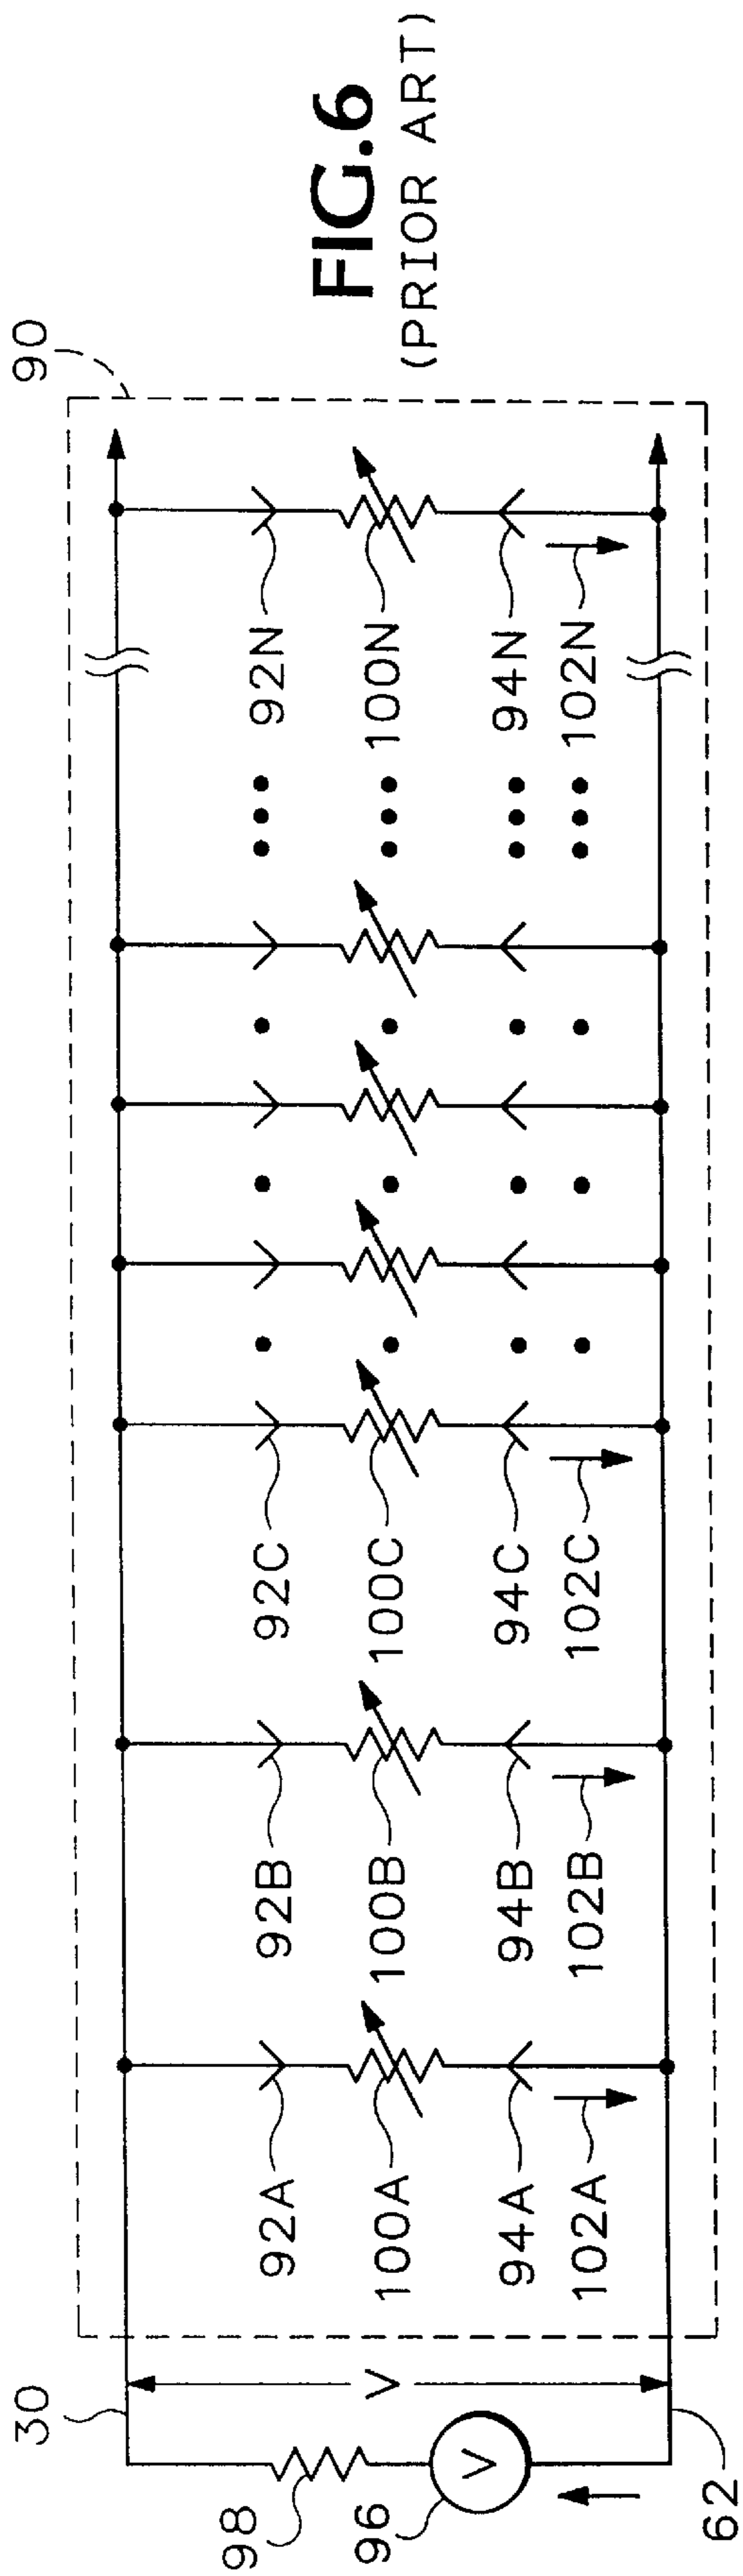 FIG.6
(PRIOR ART)
90
30
92A
92B
92C
92N
100A
100B
100C
100N
94A
94B
94C
94N
102A
102B
102C
102N
V
98
96
V
62